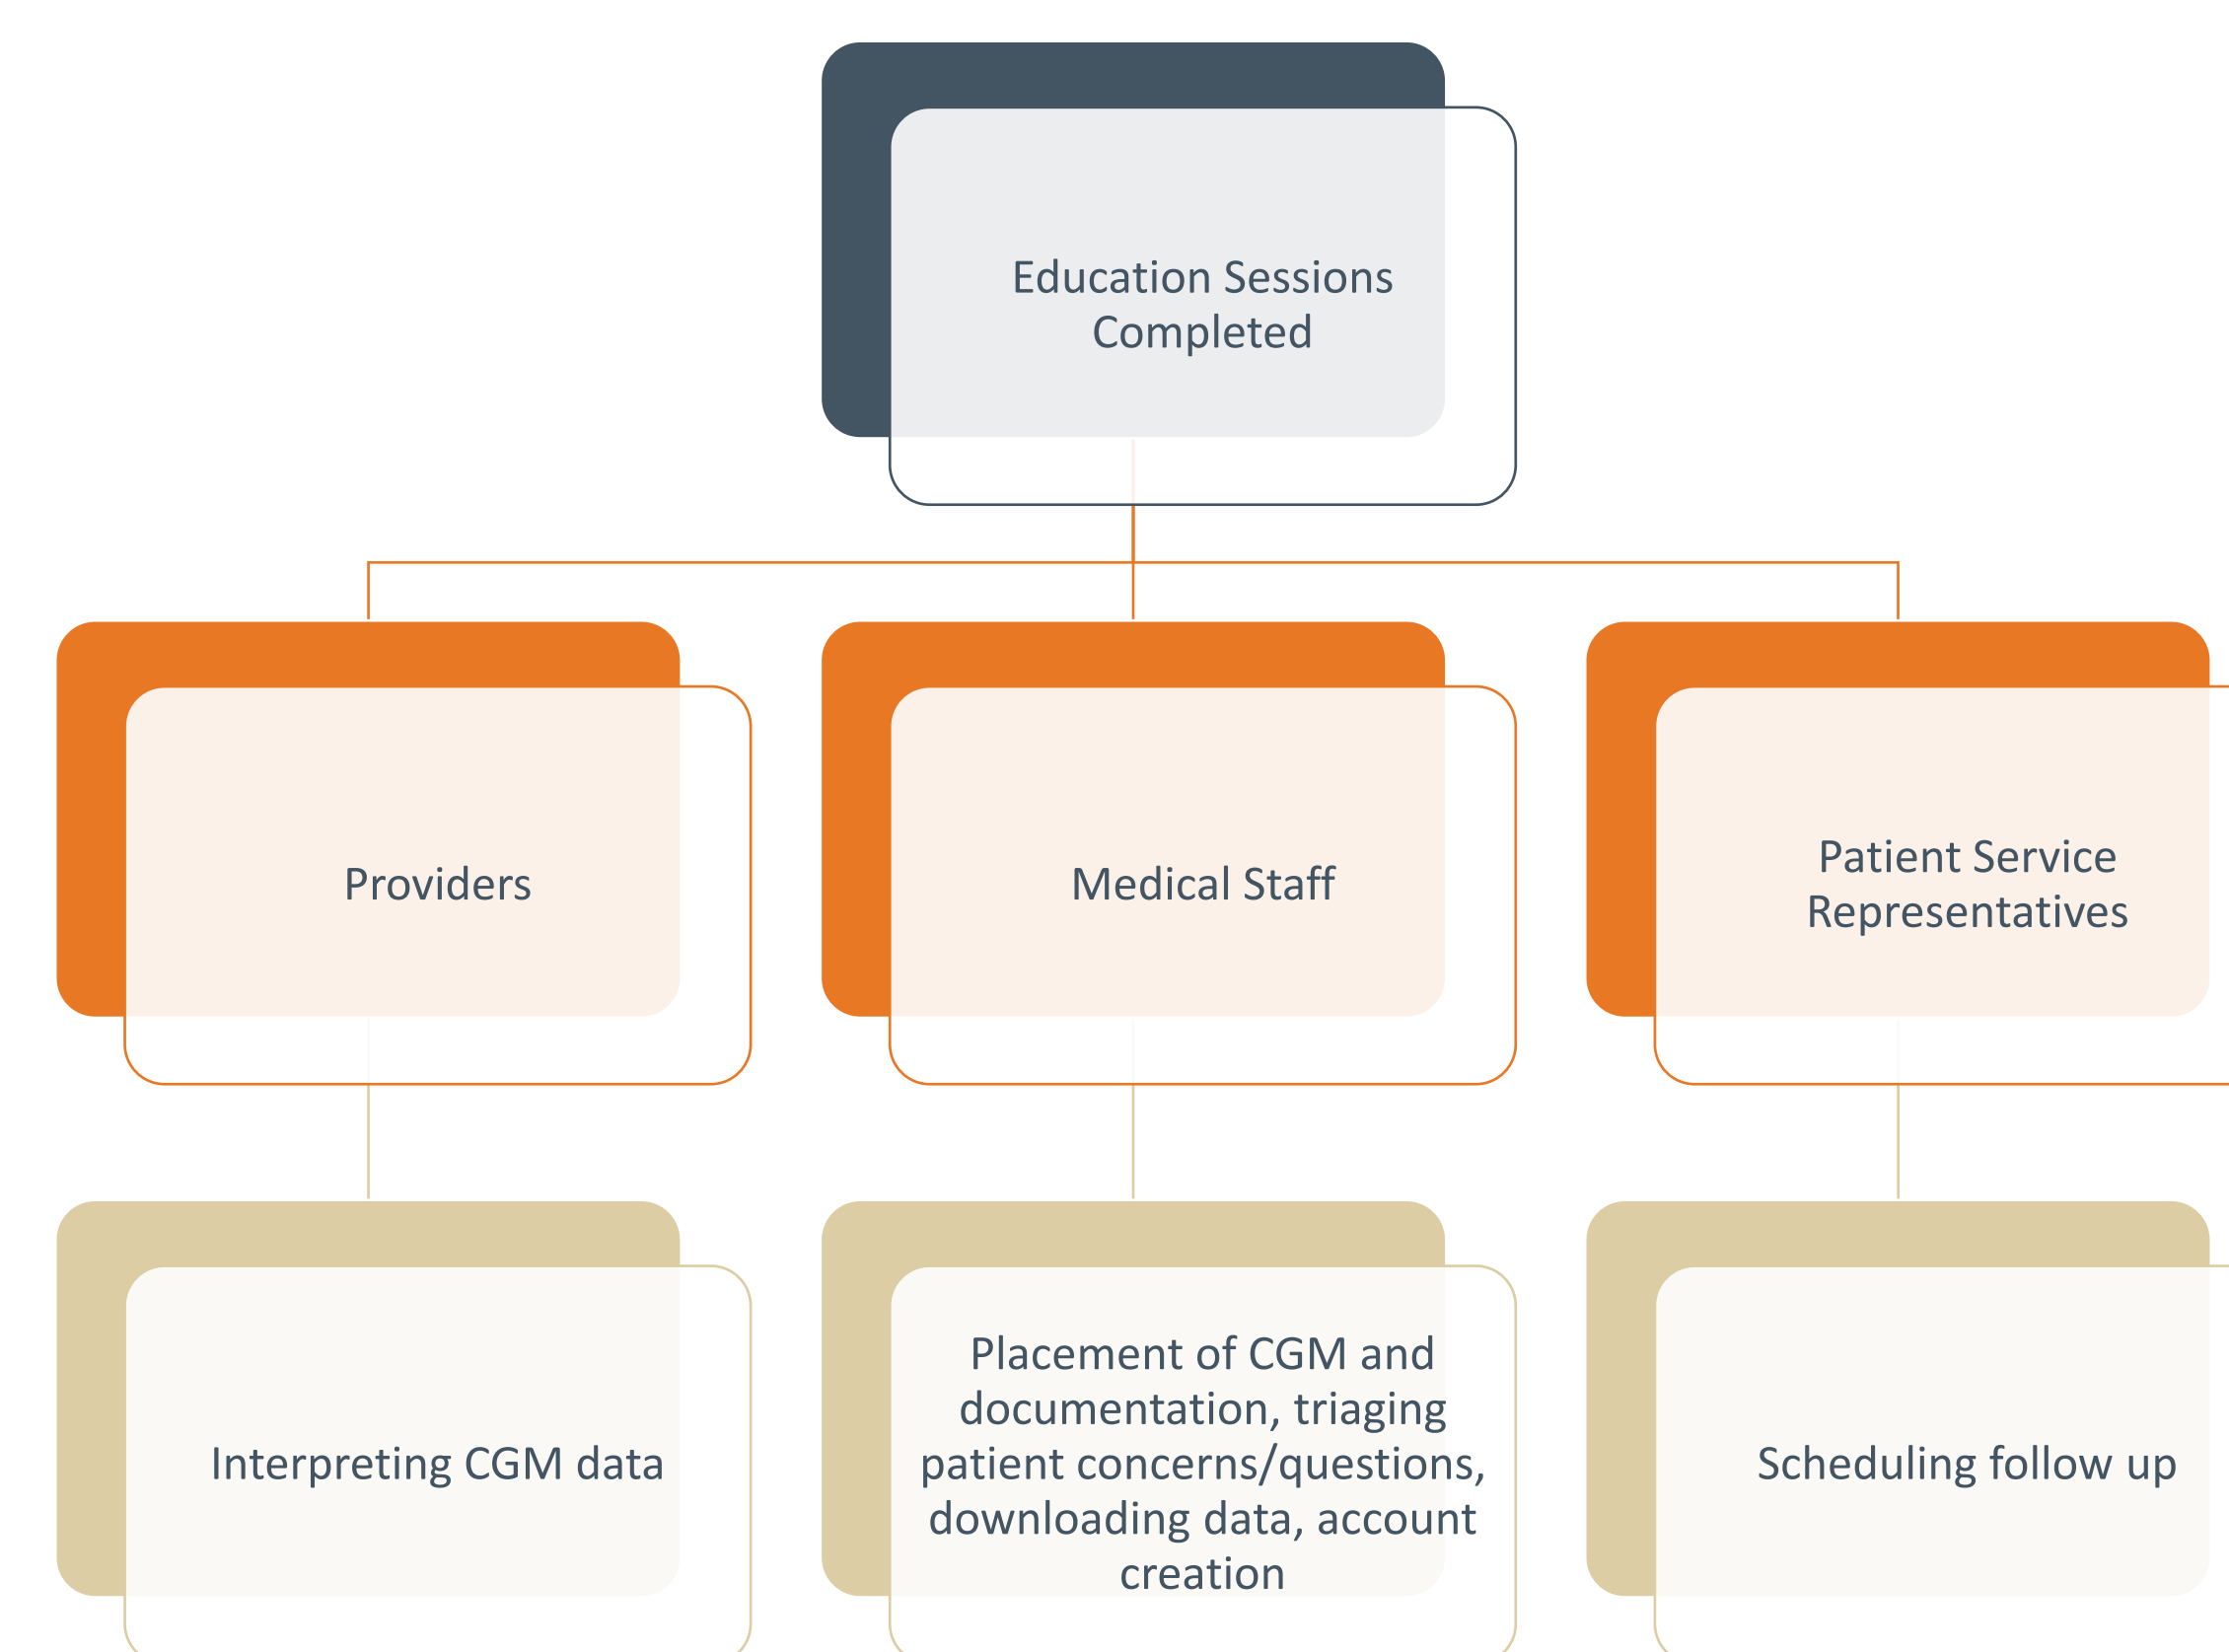 Education Sessions
Completed
Providers
Medical Staff
Patient Service
Representatives
Interpreting CGM data
Placement of CGM and
documentation, triaging
patient concerns/questions,
downloading data, account
creation
Scheduling follow up